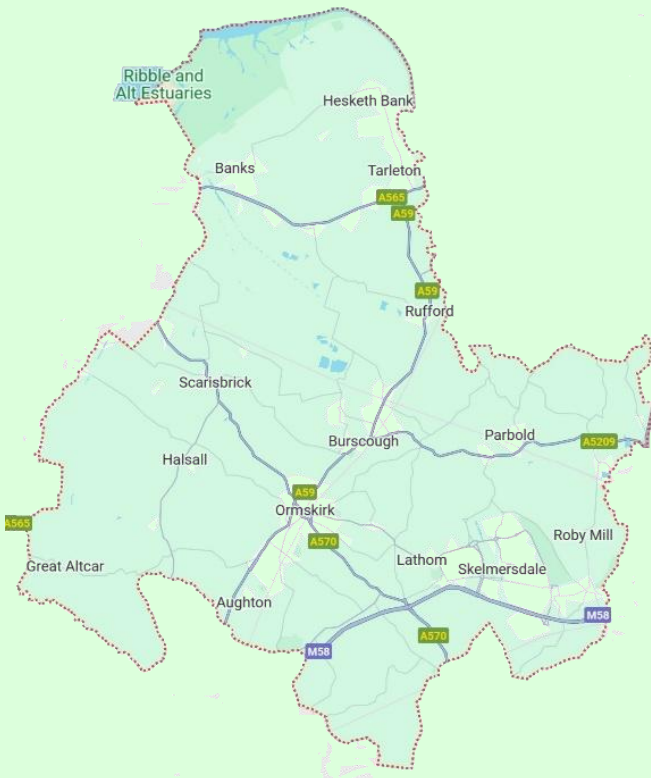 Ribble and
Alt Estuaries
Hesketh Bank
Banks
Tarleton
A565
A59
A59
Rufford
Scarisbrick
Burscough
Parbold
A5209
Halsall
A59
Ormskirk
A565
A570
Roby Mill
Great Altcar
Lathom
Skelmersdale
Aughton
M58
A570
M58